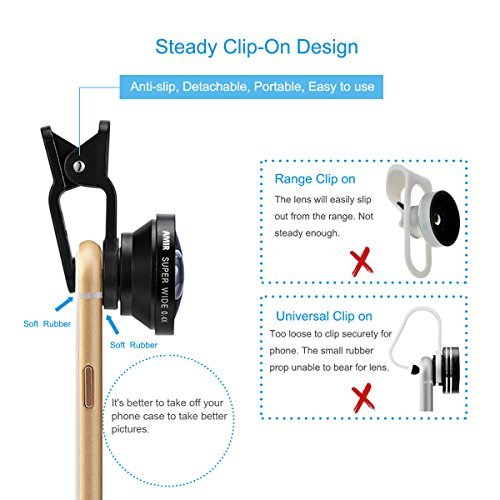 Steady Clip-On Design
Anti-slip, Detachable, Portable, Easy to use
AMIR SUPER WIDE 0.4X
Soft Rubber
Soft Rubber
It's better to take off your
phone case to take better
pictures.
Range Clip on
The lens will easily slip
out from the range. Not
steady enough.
Universal Clip on
Too loose to clip securety for
phone. The small rubber
prop unable to bear for lens.